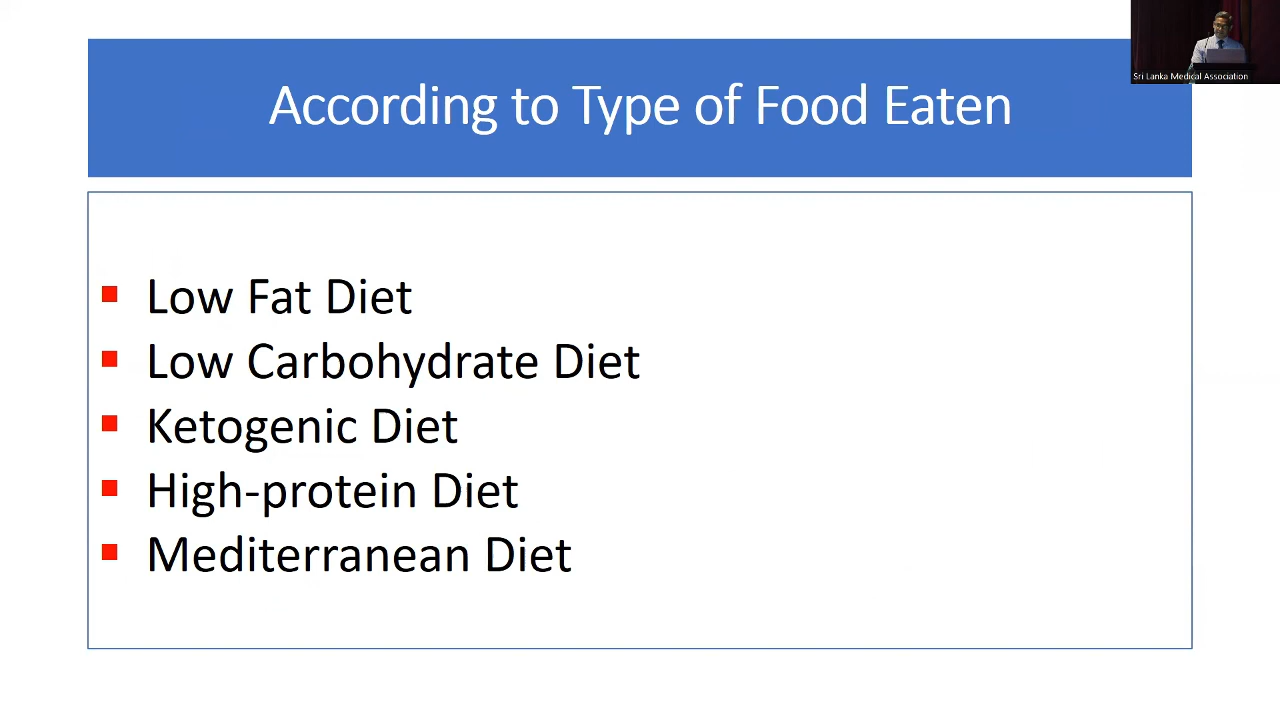 Sri Lanka Medical Association
According to Type of Food Eaten
Low Fat Diet
Low Carbohydrate Diet
Ketogenic Diet
High-protein Diet
Mediterranean Diet